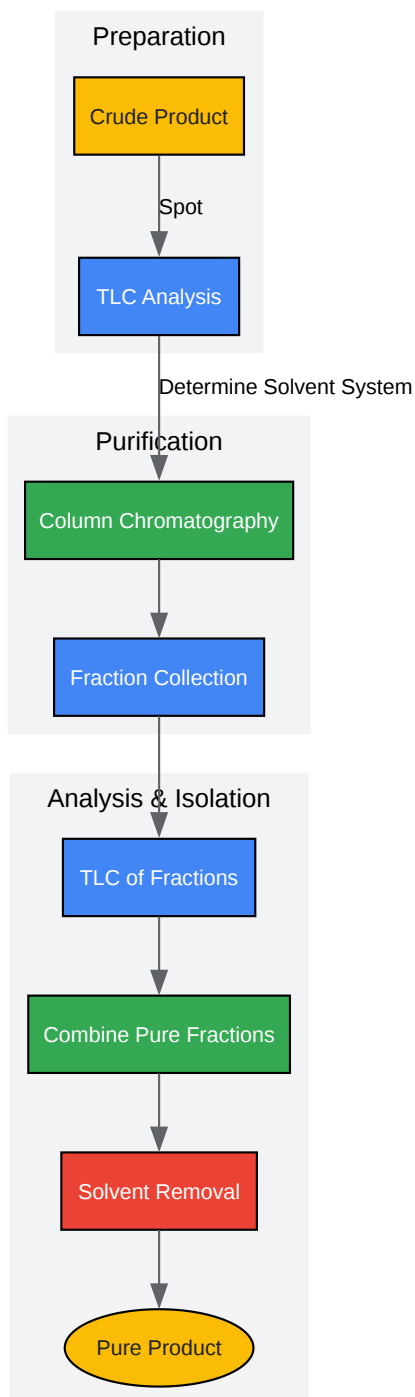 Preparation
Crude Product
Spot
TLC Analysis
Determine Solvent System
Purification
Column Chromatography
Fraction Collection
Analysis & Isolation
TLC of Fractions
Combine Pure Fractions
Solvent Removal
Pure Product